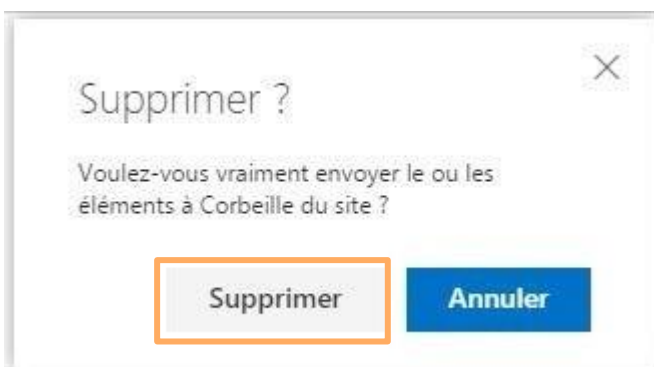 Supprimer ?
Voulez-vous vraiment envoyer le ou les
éléments à Corbeille du site ?
Supprimer
Annuler